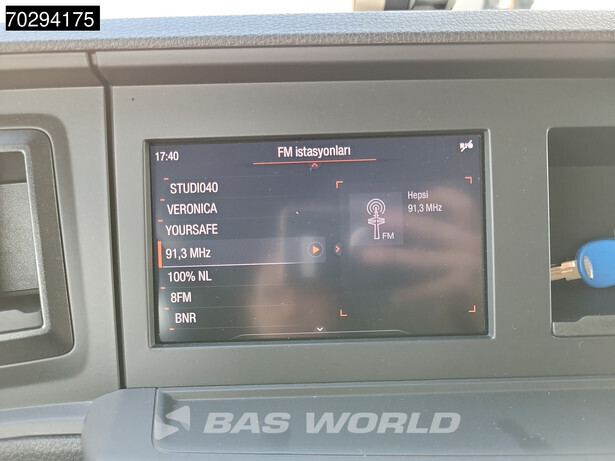 70294175
17:40
FM istasyonları
STUDIO40
VERONICA
YOURSAFE
91,3 MHz
100% NL
8FM
BNR
Hepsi
91,3 MHz
FM
BAS WORLD